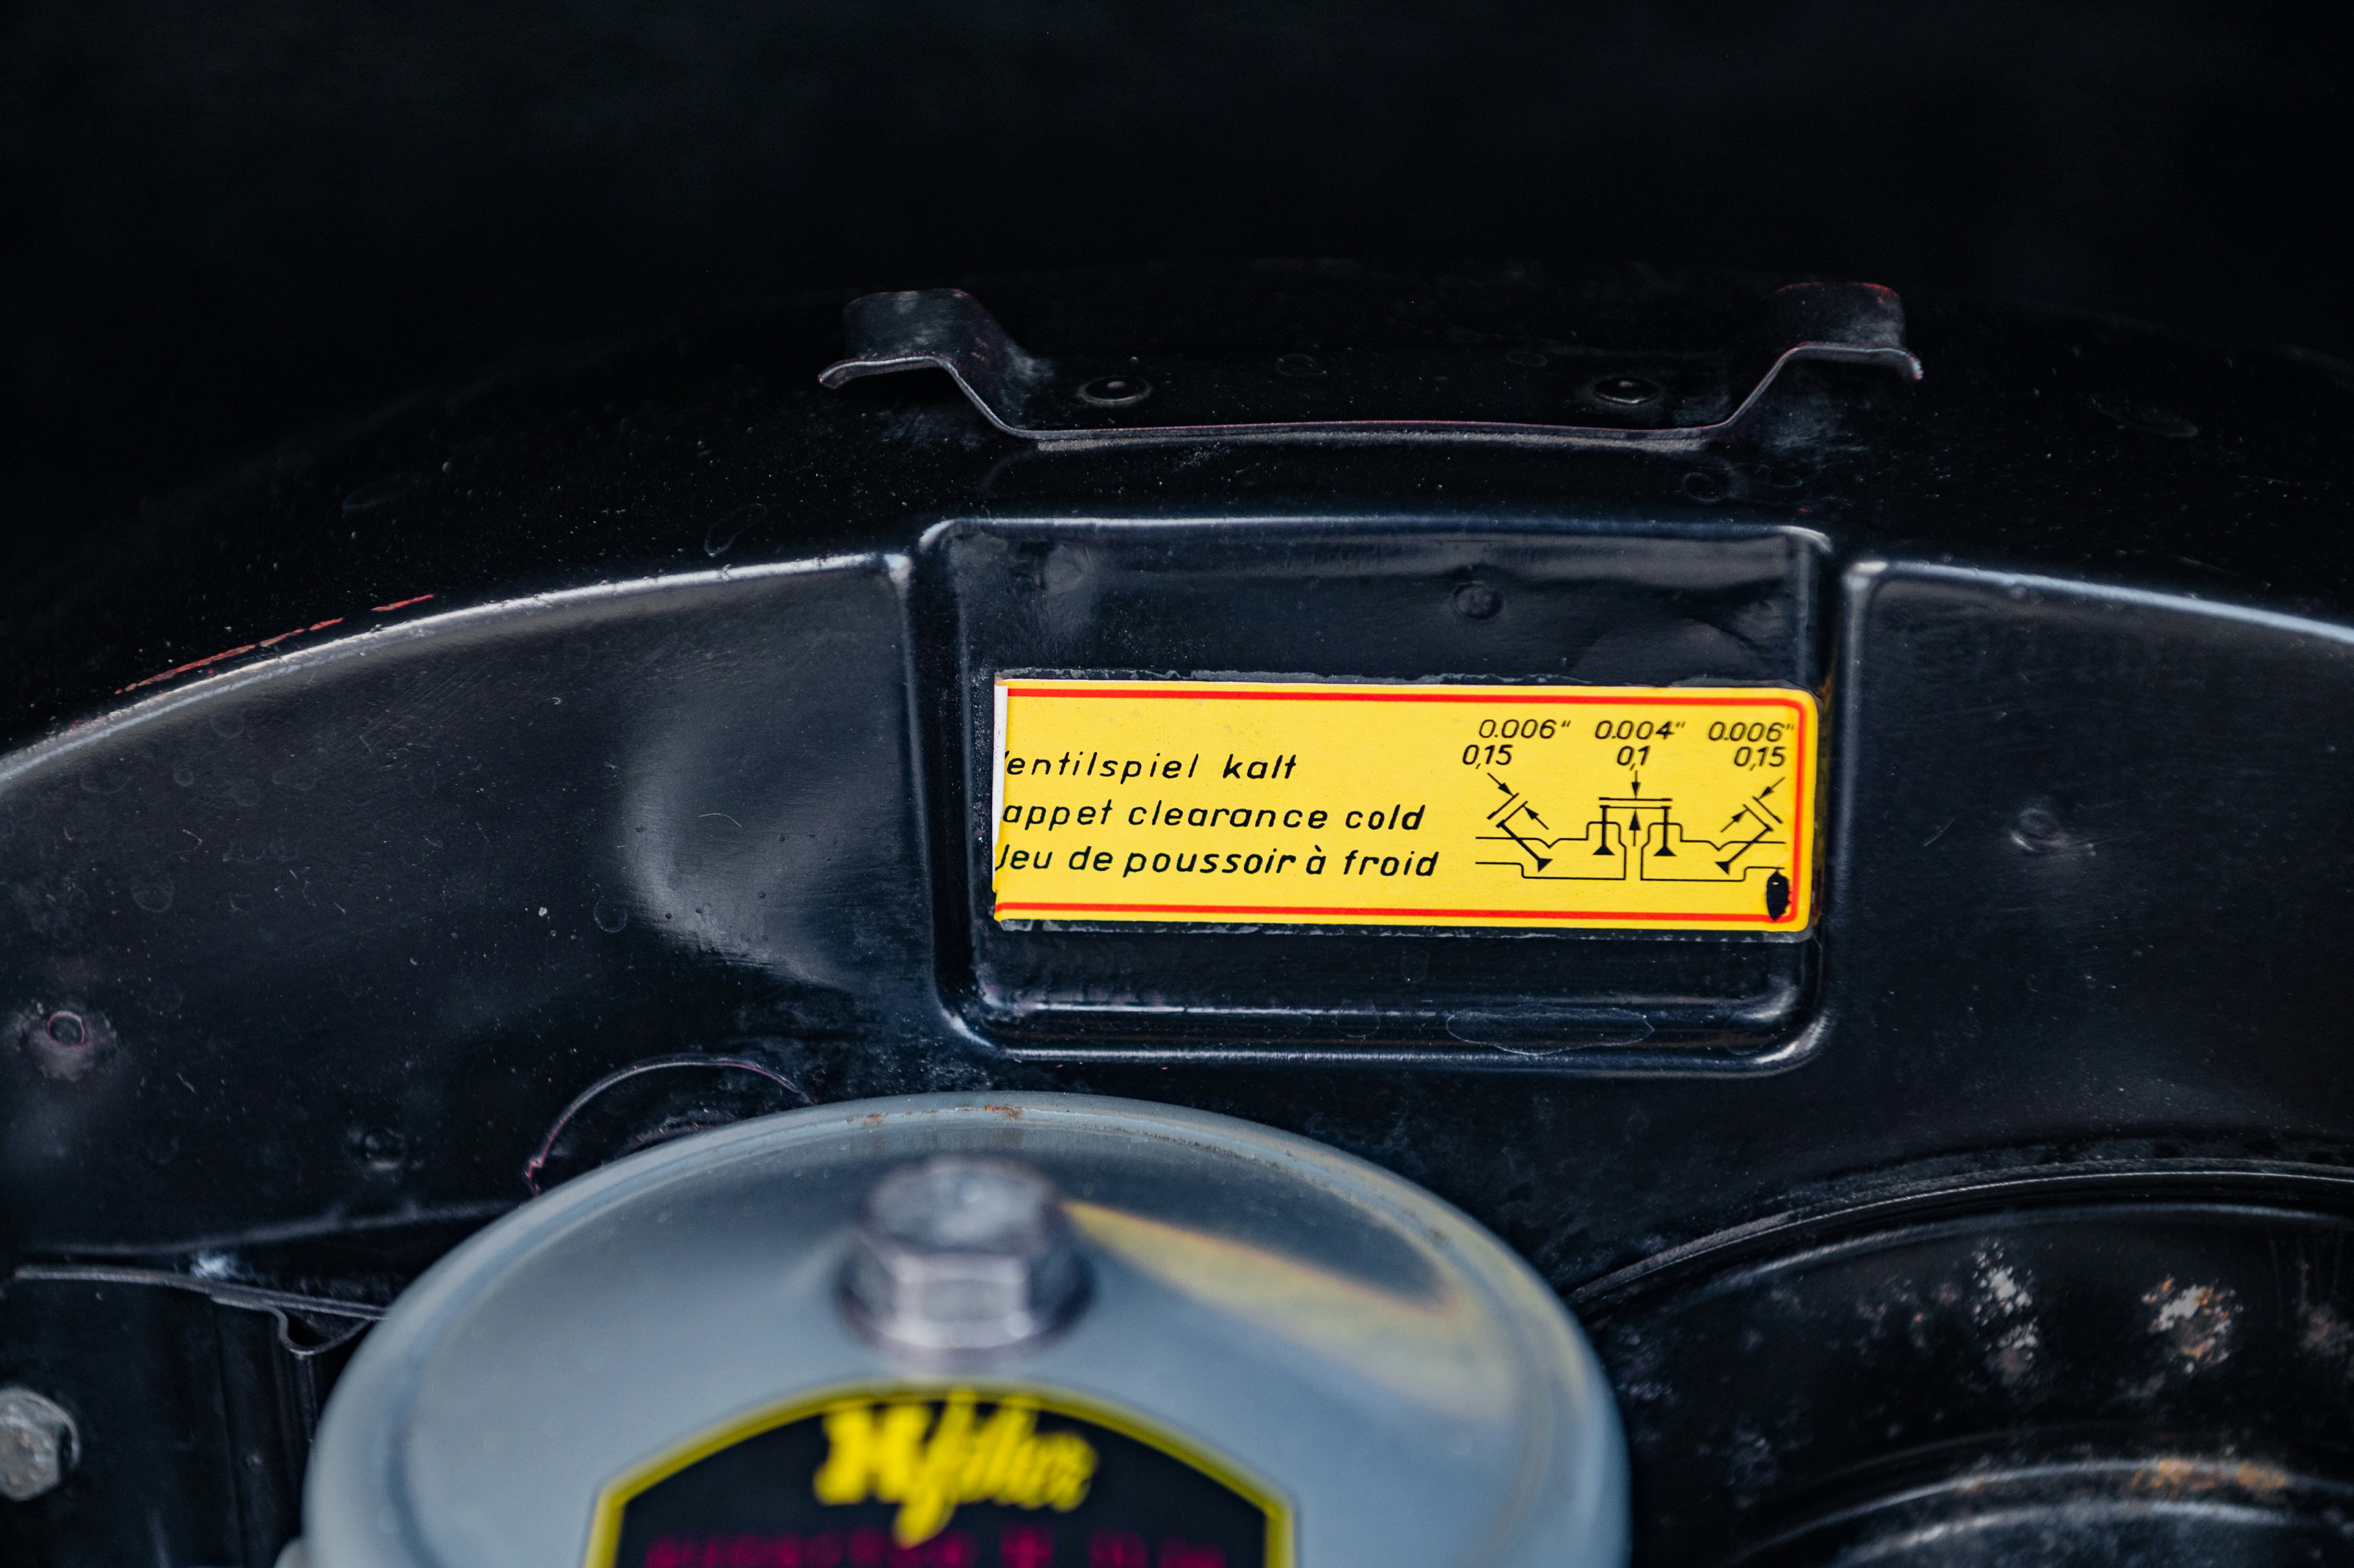 0.006" 0.004" 0.006"
0,15 0,1 0,15
entilspiel kalt
appet clearance cold
Jeu de poussoir à froid